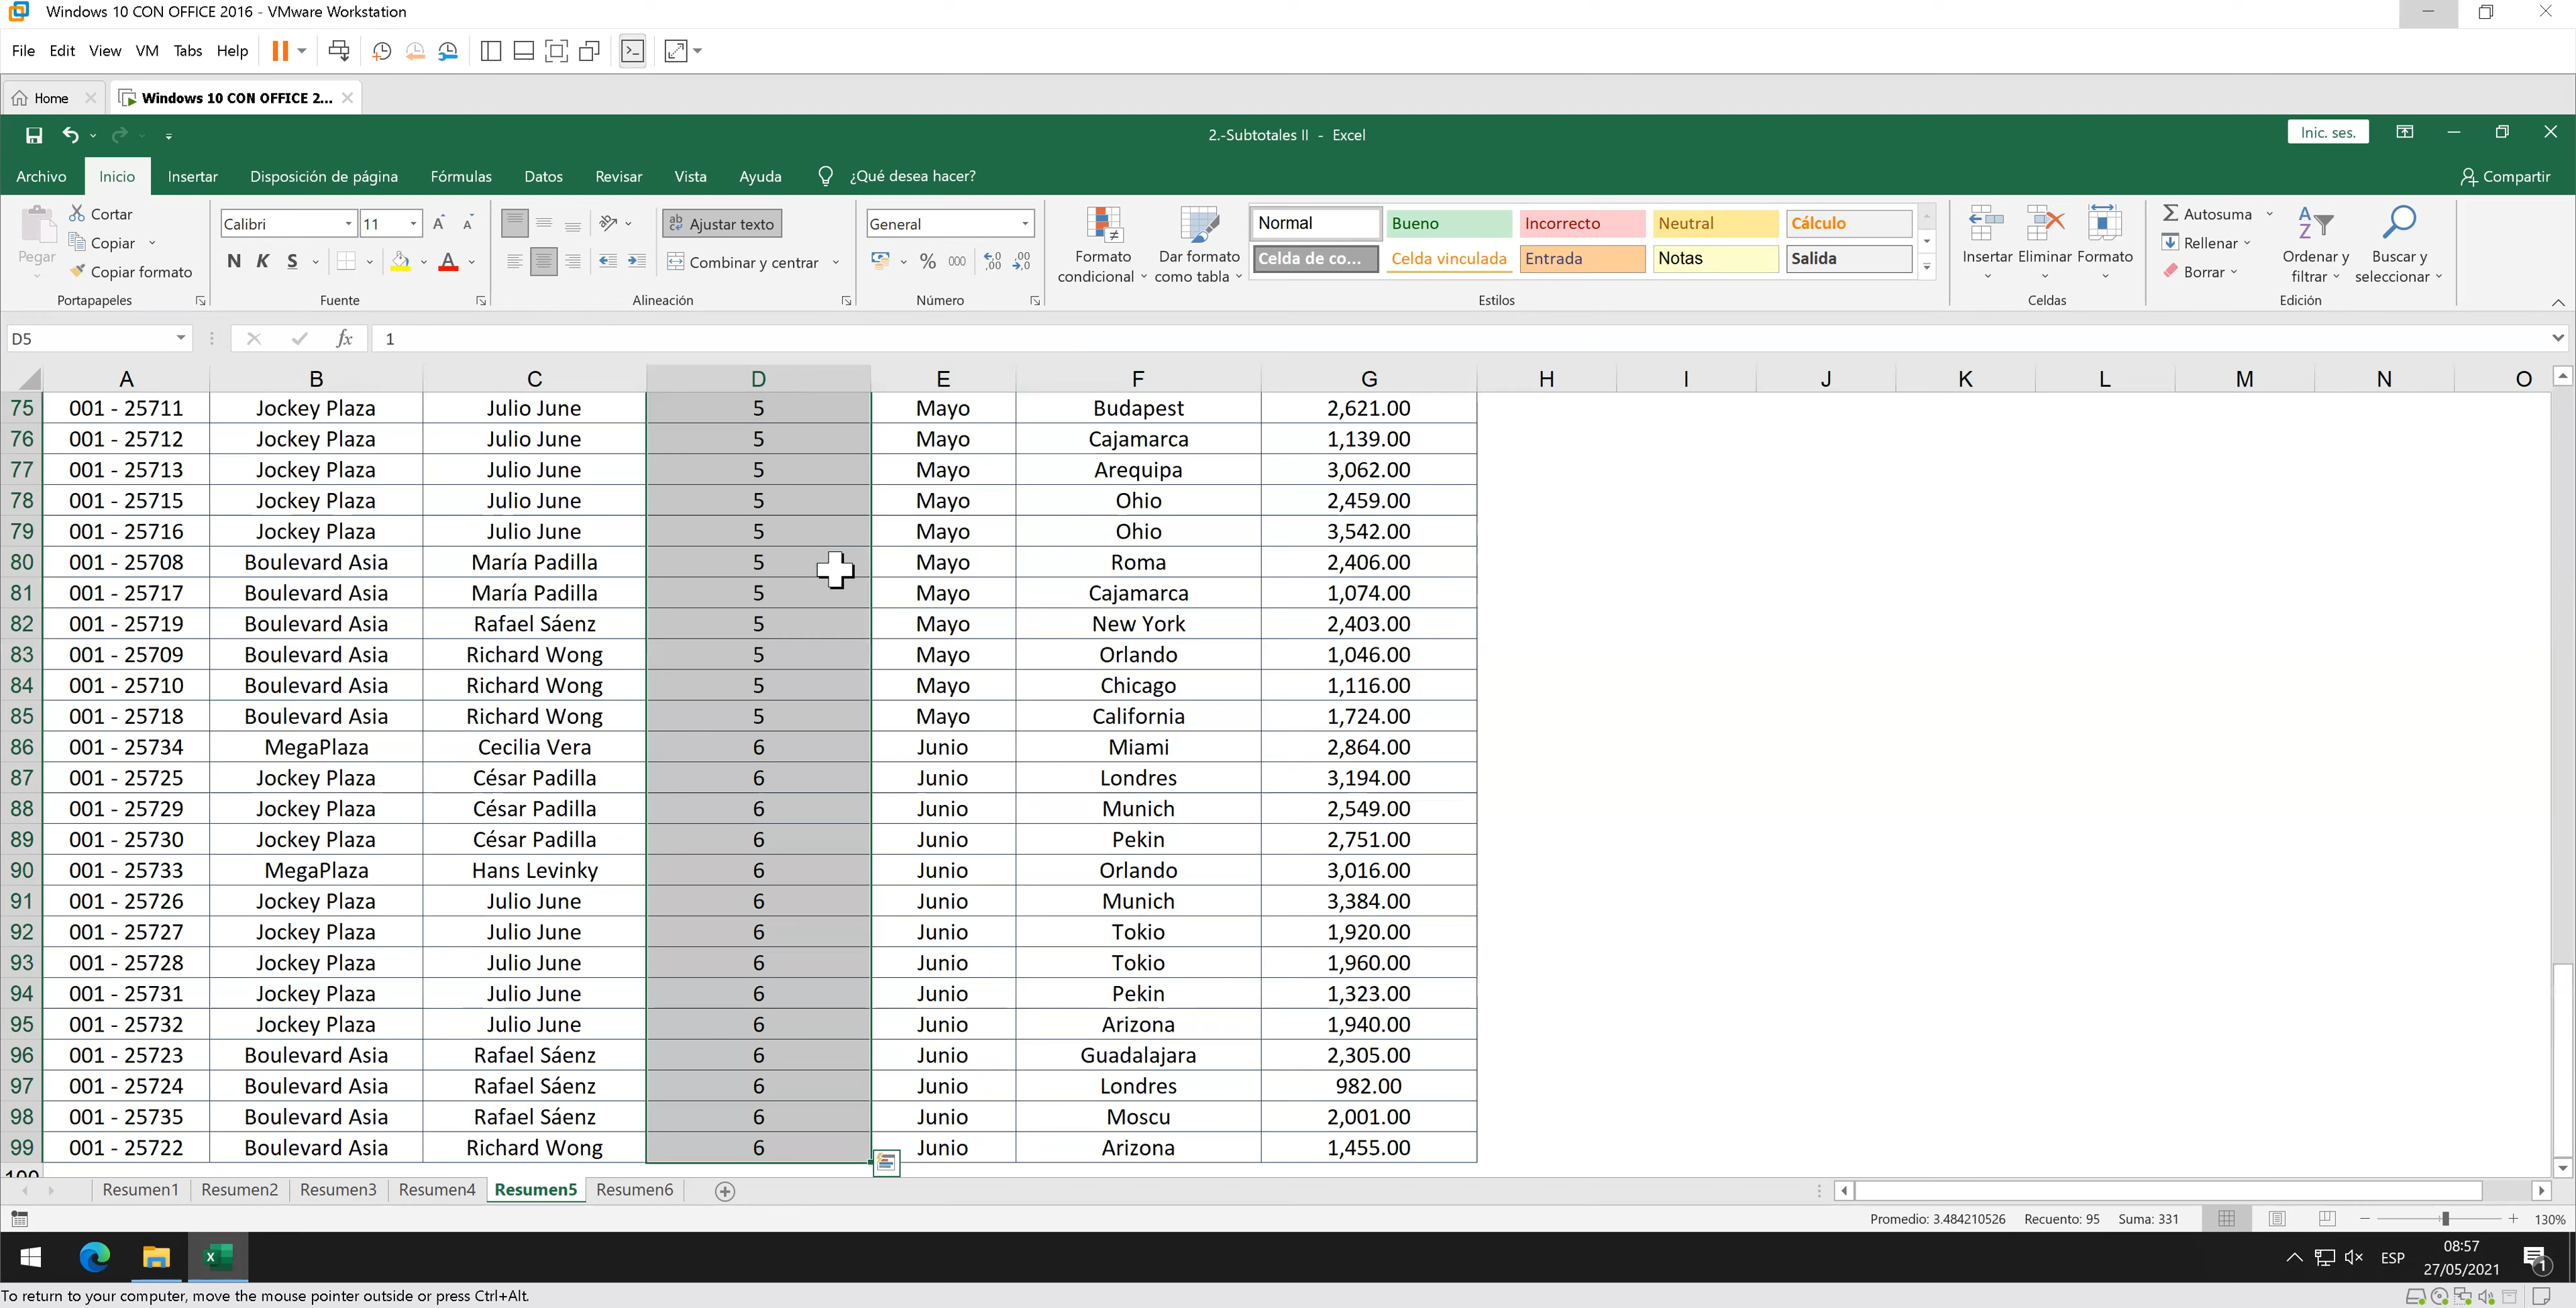 Windows 10 CON OFFICE 2016 - VMware Workstation
File Edit View VM Tabs Help
Home Windows 10 CON OFFICE 2...
2.-Subtotales II - Excel Inic. ses.
Archivo Inicio Insertar Disposición de página Fórmulas Datos Revisar Vista Ayuda ¿Qué desea hacer? Compartir
Pegar Cortar Copiar Copiar formato Portapapeles
Calibri 11 N K S Fuente
Ajustar texto Combinar y centrar Alineación
General % 000 Número
Formato condicional Dar formato como tabla
Normal Bueno Incorrecto Neutral Cálculo
Celda de co... Celda vinculada Entrada Notas Salida
Estilos
Insertar Eliminar Formato Celdas
Autosuma Rellenar Borrar Ordenar y filtrar Buscar y seleccionar Edición
D5 fx 1
A B C D E F G H I J K L M N O
75 001 - 25711 Jockey Plaza Julio June 5 Mayo Budapest 2,621.00
76 001 - 25712 Jockey Plaza Julio June 5 Mayo Cajamarca 1,139.00
77 001 - 25713 Jockey Plaza Julio June 5 Mayo Arequipa 3,062.00
78 001 - 25715 Jockey Plaza Julio June 5 Mayo Ohio 2,459.00
79 001 - 25716 Jockey Plaza Julio June 5 Mayo Ohio 3,542.00
80 001 - 25708 Boulevard Asia María Padilla 5 Mayo Roma 2,406.00
81 001 - 25717 Boulevard Asia María Padilla 5 Mayo Cajamarca 1,074.00
82 001 - 25719 Boulevard Asia Rafael Sáenz 5 Mayo New York 2,403.00
83 001 - 25709 Boulevard Asia Richard Wong 5 Mayo Orlando 1,046.00
84 001 - 25710 Boulevard Asia Richard Wong 5 Mayo Chicago 1,116.00
85 001 - 25718 Boulevard Asia Richard Wong 5 Mayo California 1,724.00
86 001 - 25734 MegaPlaza Cecilia Vera 6 Junio Miami 2,864.00
87 001 - 25725 Jockey Plaza César Padilla 6 Junio Londres 3,194.00
88 001 - 25729 Jockey Plaza César Padilla 6 Junio Munich 2,549.00
89 001 - 25730 Jockey Plaza César Padilla 6 Junio Pekin 2,751.00
90 001 - 25733 MegaPlaza Hans Levinky 6 Junio Orlando 3,016.00
91 001 - 25726 Jockey Plaza Julio June 6 Junio Munich 3,384.00
92 001 - 25727 Jockey Plaza Julio June 6 Junio Tokio 1,920.00
93 001 - 25728 Jockey Plaza Julio June 6 Junio Tokio 1,960.00
94 001 - 25731 Jockey Plaza Julio June 6 Junio Pekin 1,323.00
95 001 - 25732 Jockey Plaza Julio June 6 Junio Arizona 1,940.00
96 001 - 25723 Boulevard Asia Rafael Sáenz 6 Junio Guadalajara 2,305.00
97 001 - 25724 Boulevard Asia Rafael Sáenz 6 Junio Londres 982.00
98 001 - 25735 Boulevard Asia Rafael Sáenz 6 Junio Moscu 2,001.00
99 001 - 25722 Boulevard Asia Richard Wong 6 Junio Arizona 1,455.00
100
Resumen1 Resumen2 Resumen3 Resumen4 Resumen5 Resumen6
Promedio: 3.484210526 Recuento: 95 Suma: 331 130%
ESP 08:57
27/05/2021 1
To return to your computer, move the mouse pointer outside or press Ctrl+Alt.